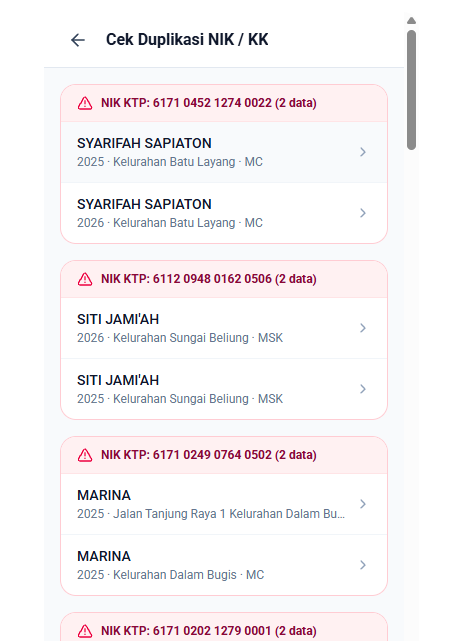 Cek Duplikasi NIK / KK
NIK KTP: 6171 0452 1274 0022 (2 data)
SYARIFAH SAPIATON
2025 · Kelurahan Batu Layang · MC
SYARIFAH SAPIATON
2026 · Kelurahan Batu Layang · MC
NIK KTP: 6112 0948 0162 0506 (2 data)
SITI JAMI'AH
2026 · Kelurahan Sungai Beliung · MSK
SITI JAMI'AH
2025 · Kelurahan Sungai Beliung · MSK
NIK KTP: 6171 0249 0764 0502 (2 data)
MARINA
2025 · Jalan Tanjung Raya 1 Kelurahan Dalam Bu...
MARINA
2025 · Kelurahan Dalam Bugis · MC
NIK KTP: 6171 0202 1279 0001 (2 data)